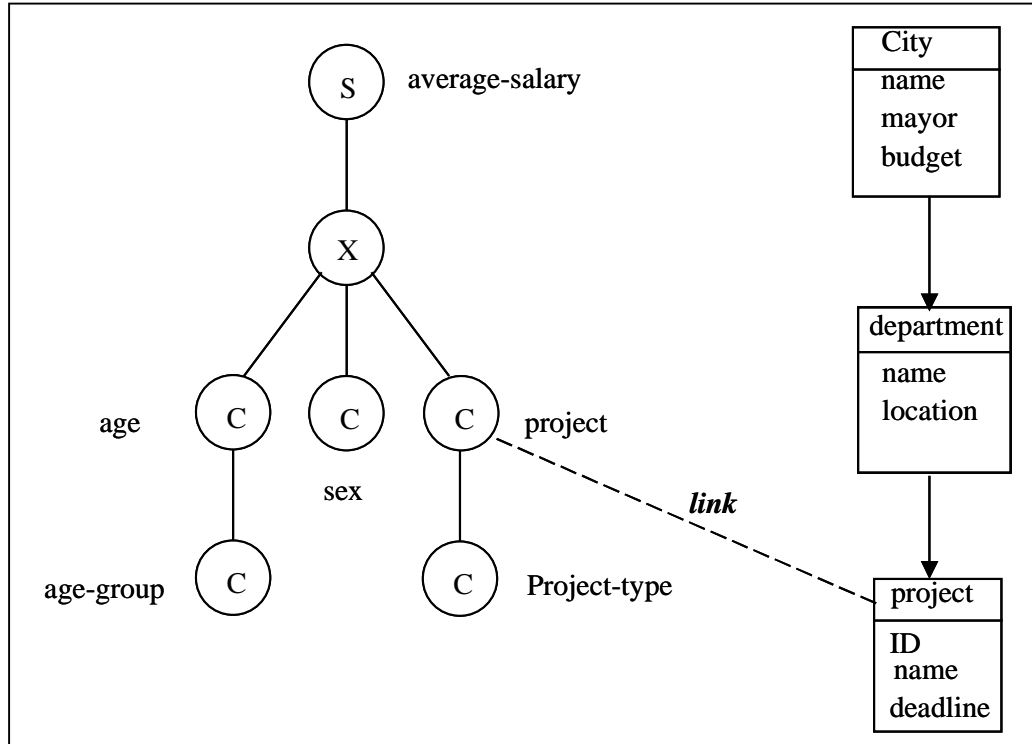 S
average-salary
X
C
age
C
sex
C
project
C
age-group
C
Project-type
link
City
name
mayor
budget
department
name
location
project
ID
name
deadline